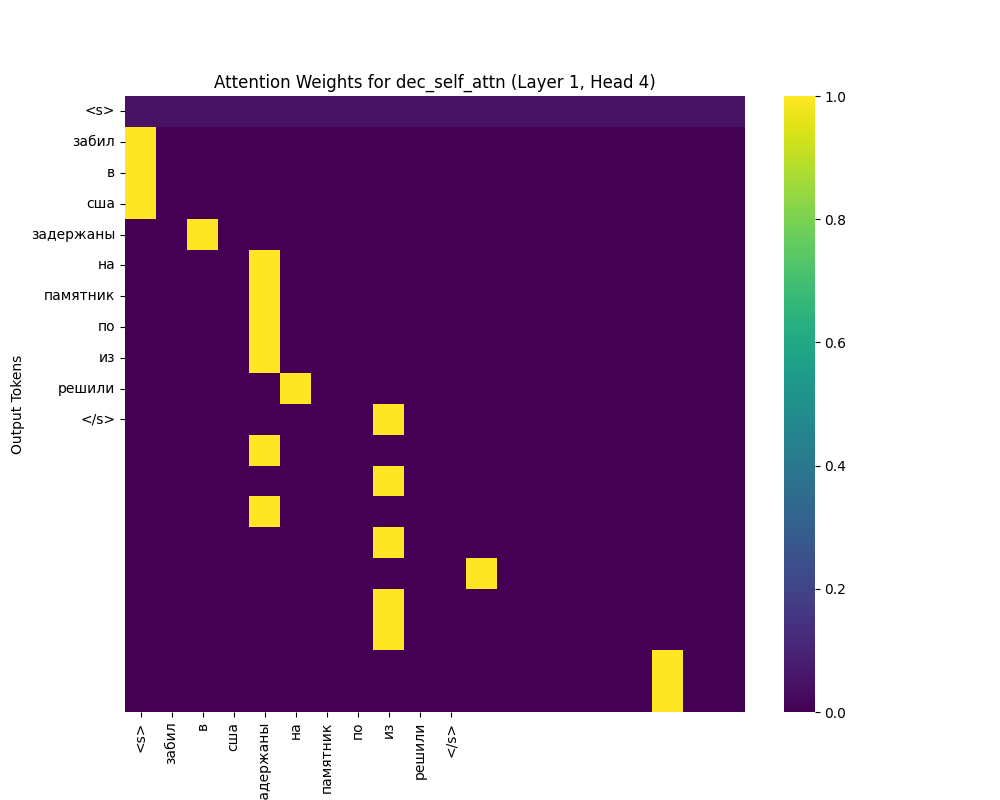 Attention Weights for dec_self_attn (Layer 1, Head 4)
Output Tokens
<s>
забил
в
сша
задержаны
на
памятник
по
из
решили
</s>
<s>
забил
в
сша
адержаны
на
памятник
по
из
решили
</s>
1.0
0.8
0.6
0.4
0.2
0.0